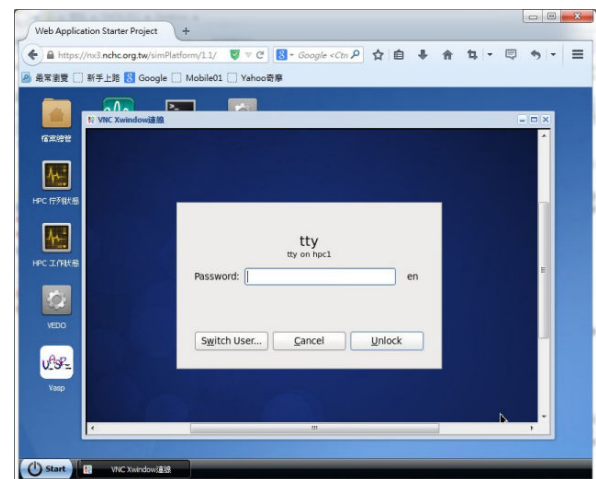 Web Application Starter Project
https://nx3.nchc.org.tw/simPlatform/1.1/
Google <Ctrl
最常瀏覽 新手上路 Google Mobile01 Yahoo奇摩
檔案總管
VNC Xwindow連線
HPC 佇列狀態
HPC 工作狀態
VEDO
Vasp
tty
tty on hpc1
Password: en
Switch User... Cancel Unlock
Start VNC Xwindow連線